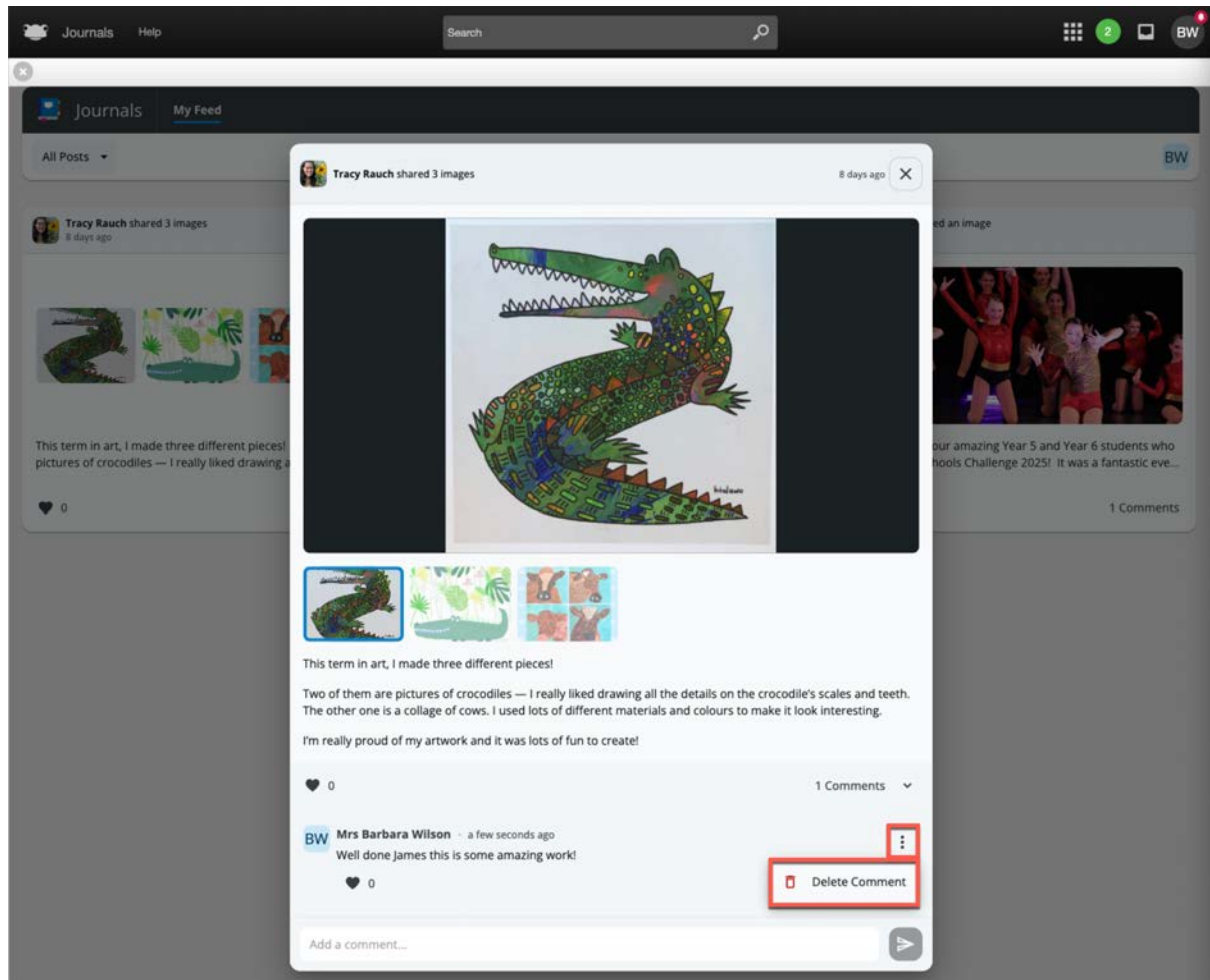 Journals Help Search 2 BW
Journals My Feed
All Posts BW
Tracy Rauch shared 3 images 8 days ago
Tracy Rauch shared 3 images
8 days ago
ed an image
This term in art, I made three different pieces!
pictures of crocodiles — I really liked drawing a
0
our amazing Year 5 and Year 6 students who
hools Challenge 2025! It was a fantastic eve...
1 Comments
This term in art, I made three different pieces!
Two of them are pictures of crocodiles — I really liked drawing all the details on the crocodile's scales and teeth.
The other one is a collage of cows. I used lots of different materials and colours to make it look interesting.
I'm really proud of my artwork and it was lots of fun to create!
0 1 Comments
BW Mrs Barbara Wilson · a few seconds ago
Well done James this is some amazing work!
0
Delete Comment
Add a comment...